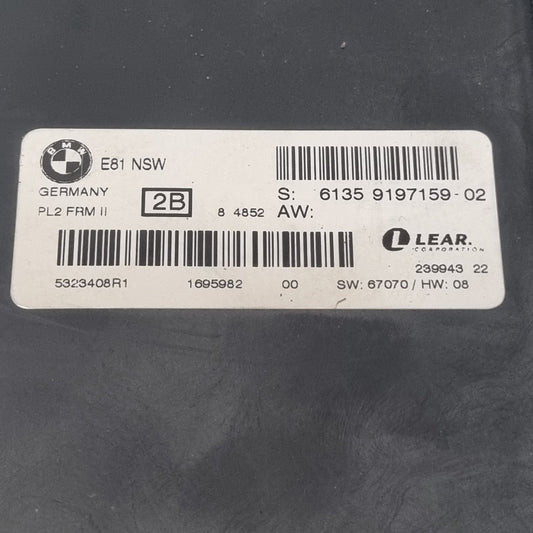 BMW
E81 NSW
GERMANY
PL2 FRM II
2B
8 4852
S: 6135 9197159-02
AW:
LEAR.
CORPORATION
239943 22
5323408R1 1695982 00 SW: 67070 / HW: 08